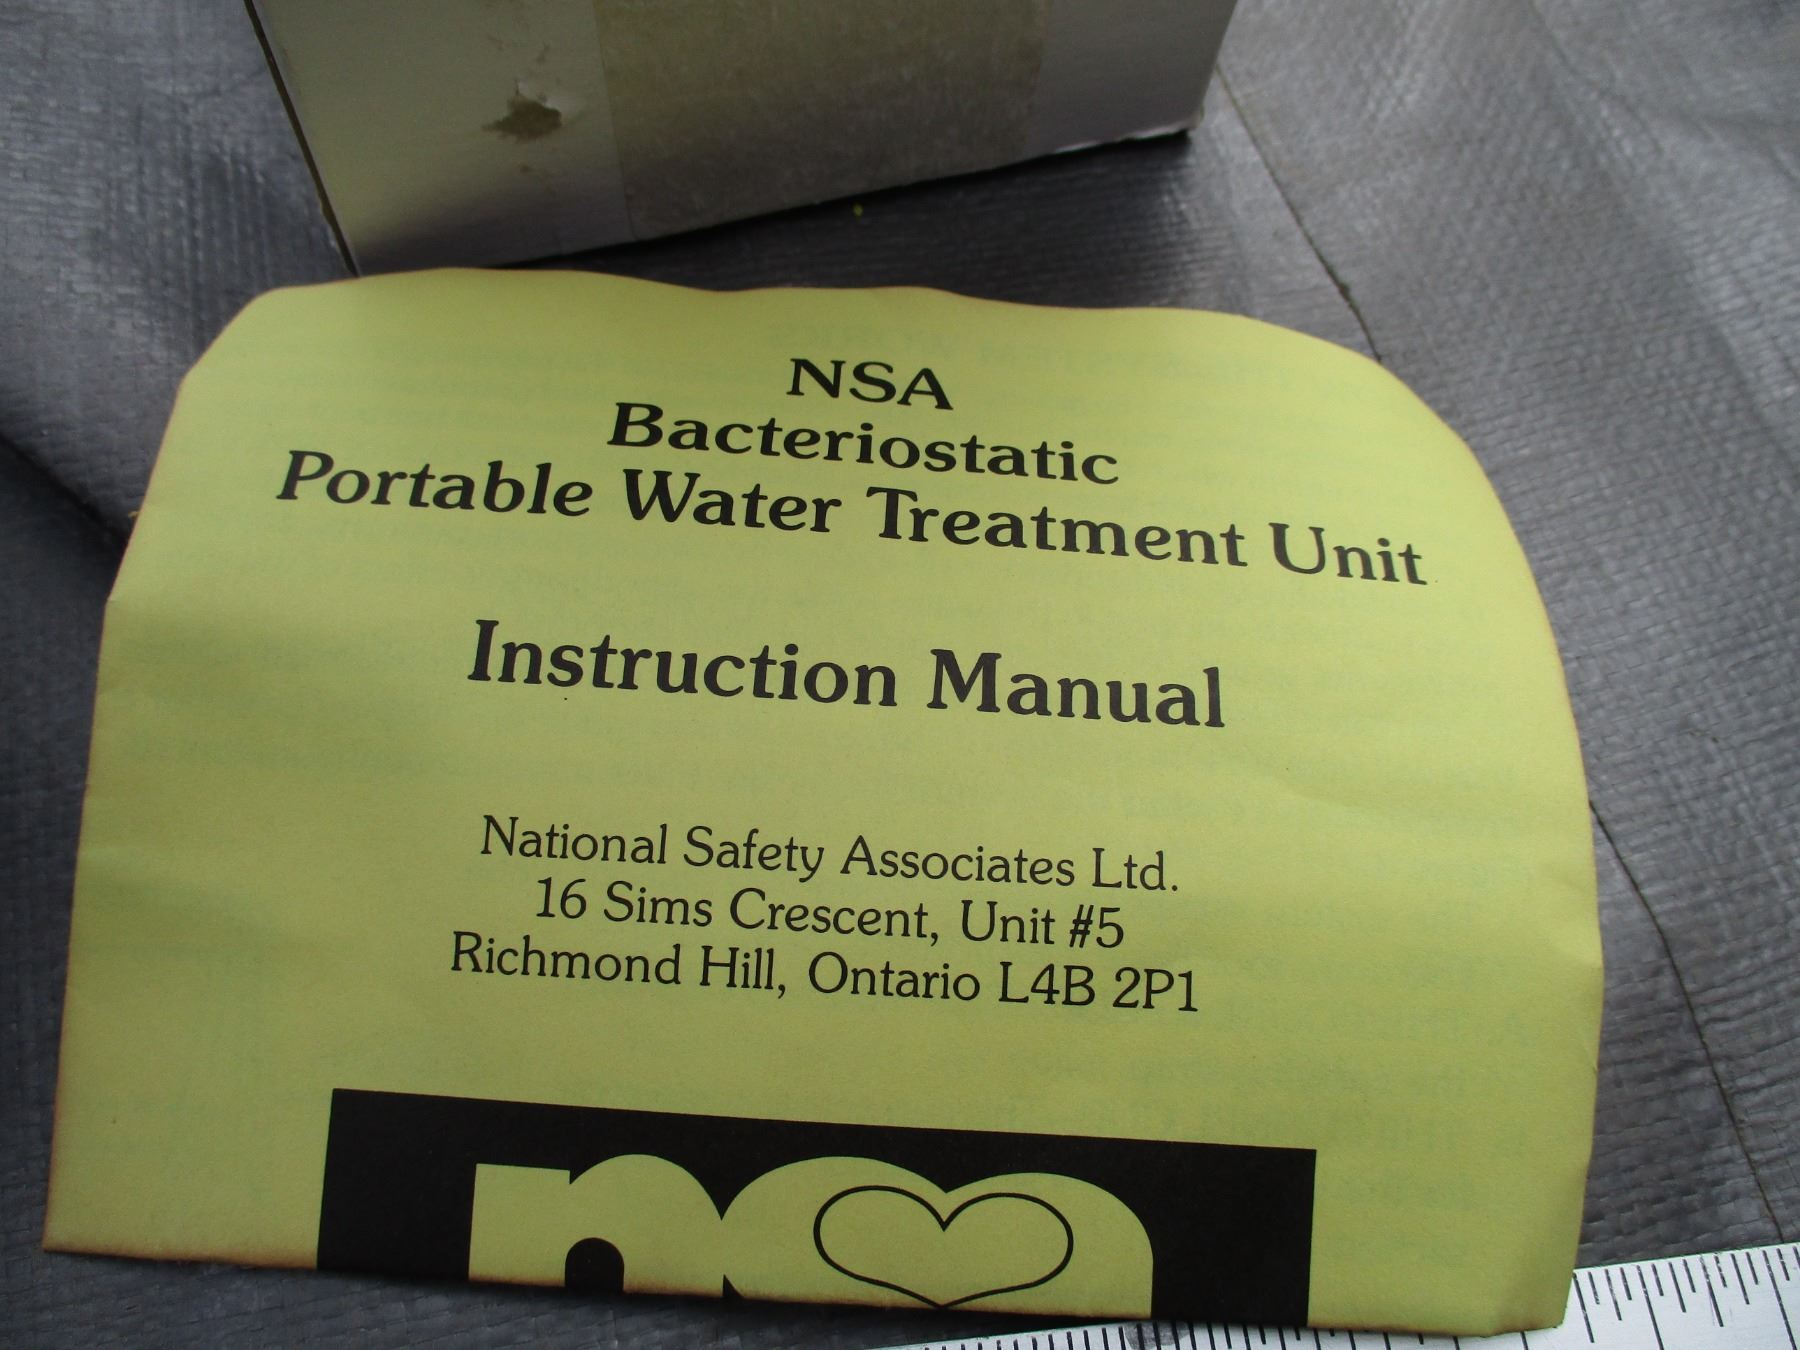 NSA
Bacteriostatic
Portable Water Treatment Unit
Instruction Manual
National Safety Associates Ltd.
16 Sims Crescent, Unit #5
Richmond Hill, Ontario L4B 2P1